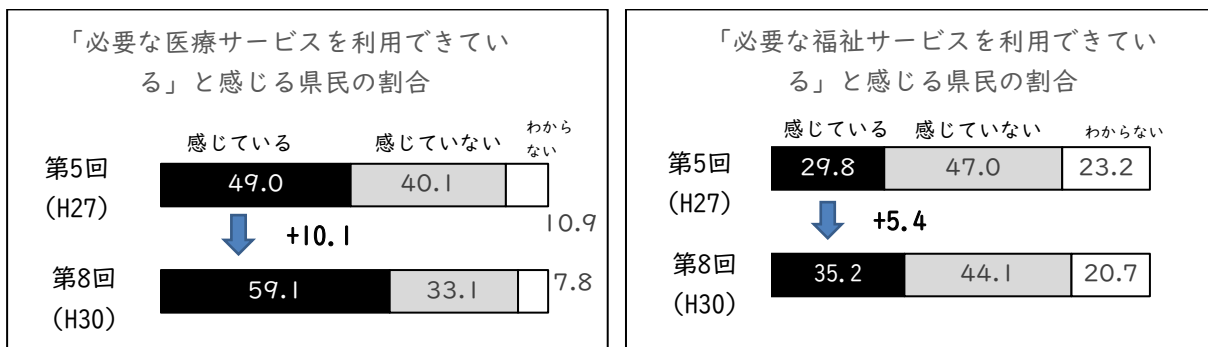 「必要な医療サービスを利用できてい
る」と感じる県民の割合
感じている
感じていない
わから
ない
第5回
(H27)
49.0
40.1
10.9
+10.1
第8回
(H30)
59.1
33.1
7.8
「必要な福祉サービスを利用できてい
る」と感じる県民の割合
感じている
感じていない
わからない
第5回
(H27)
29.8
47.0
23.2
+5.4
第8回
(H30)
35.2
44.1
20.7